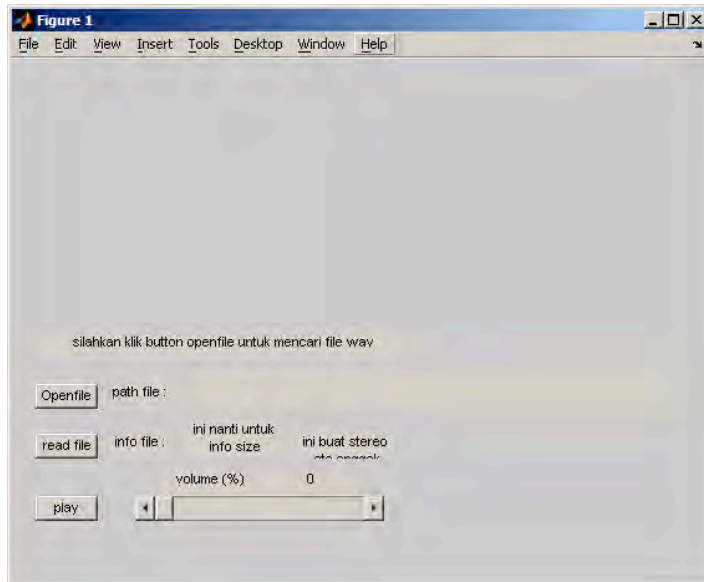 Figure 1
File Edit View Insert Tools Desktop Window Help
silahkan klik button openfile untuk mencari file wav
Openfile path file :
read file info file : ini nanti untuk
info size
ini buat stereo
volume (%) 0
play